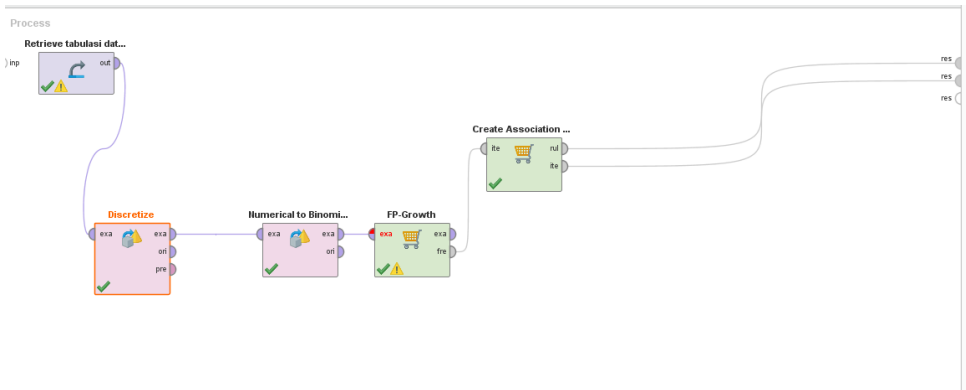 Process
Retrieve tabulasi dat...
inp
out
res
res
res
Create Association ...
ite
rul
ite
Discretize
exa
exa
ori
pre
Numerical to Binomi...
exa
exa
ori
FP-Growth
exa
exa
fre